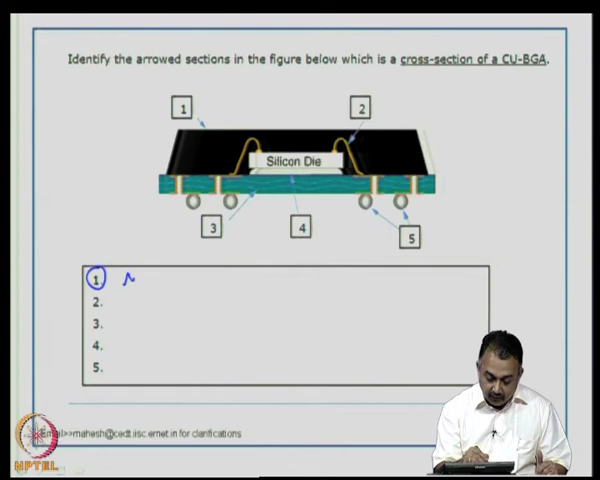 Identify the arrowed sections in the figure below which is a cross-section of a CU-BGA.
1
2
Silicon Die
3
4
5
1.
2.
3.
4.
5.
Email>>mahesh@cedt.iisc.ernet.in for clarifications
NPTEL